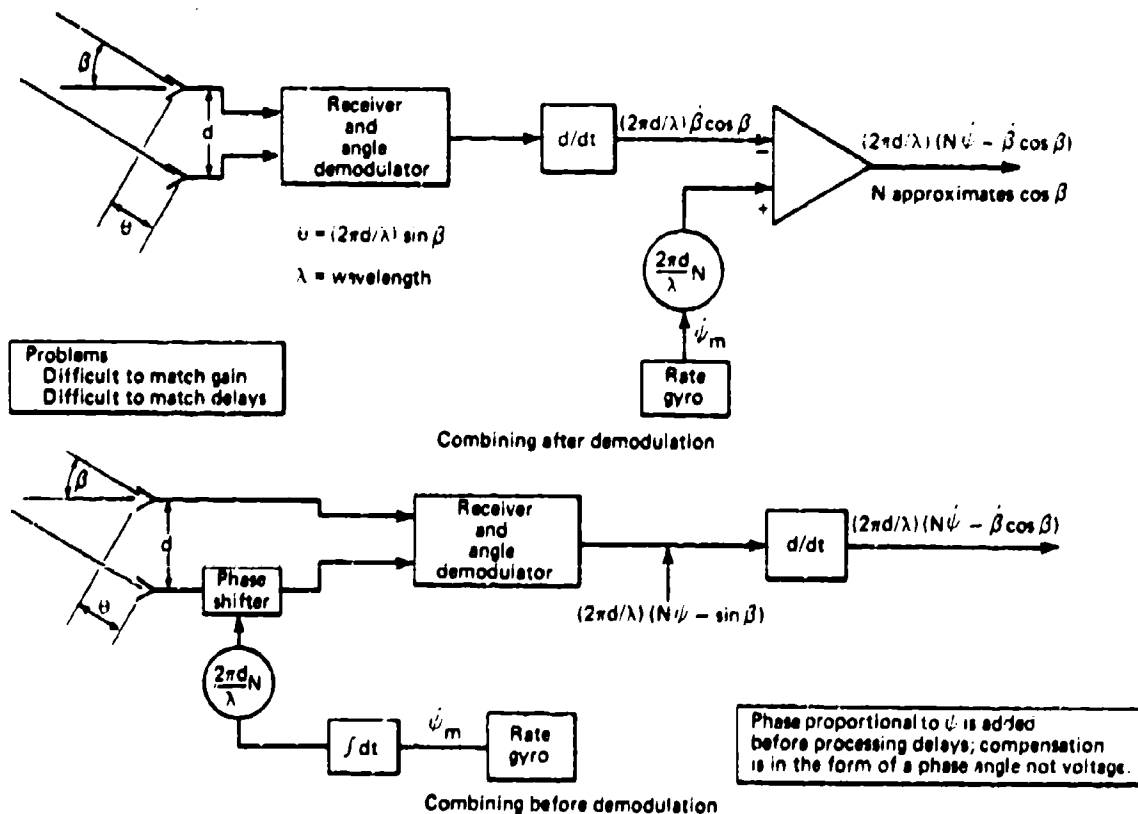 β
d
θ
Receiver
and
angle
demodulator
d/dt
(2πd/λ) β̇ cos β
−
+
(2πd/λ) (N ψ̇ − β̇ cos β)
N approximates cos β
θ = (2πd/λ) sin β
λ = wavelength
2πd/λ N
ψ̇m
Rate
gyro
Problems
Difficult to match gain
Difficult to match delays
Combining after demodulation
β
d
θ
Phase
shifter
Receiver
and
angle
demodulator
d/dt
(2πd/λ) (N ψ̇ − β̇ cos β)
(2πd/λ) (N ψ − sin β)
2πd/λ N
∫ dt
ψ̇m
Rate
gyro
Phase proportional to ψ is added
before processing delays; compensation
is in the form of a phase angle not voltage.
Combining before demodulation